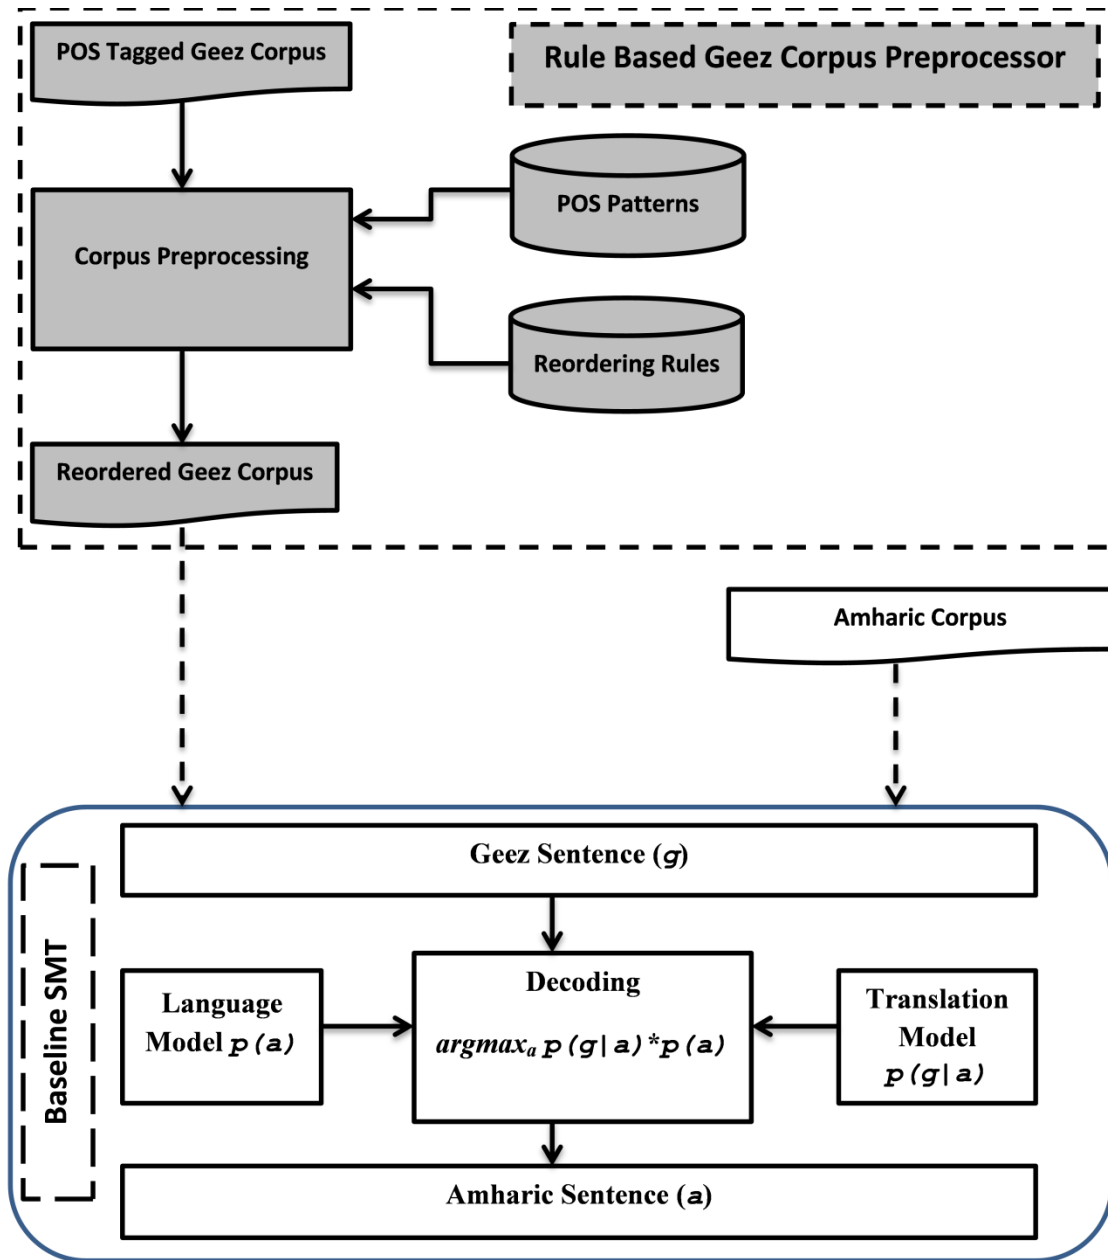 POS Tagged Geez Corpus
Rule Based Geez Corpus Preprocessor
POS Patterns
Corpus Preprocessing
Reordering Rules
Reordered Geez Corpus
Amharic Corpus
Baseline SMT
Geez Sentence (g)
Language
Model p(a)
Decoding
argmaxₐ p(g|a)*p(a)
Translation
Model
p(g|a)
Amharic Sentence (a)